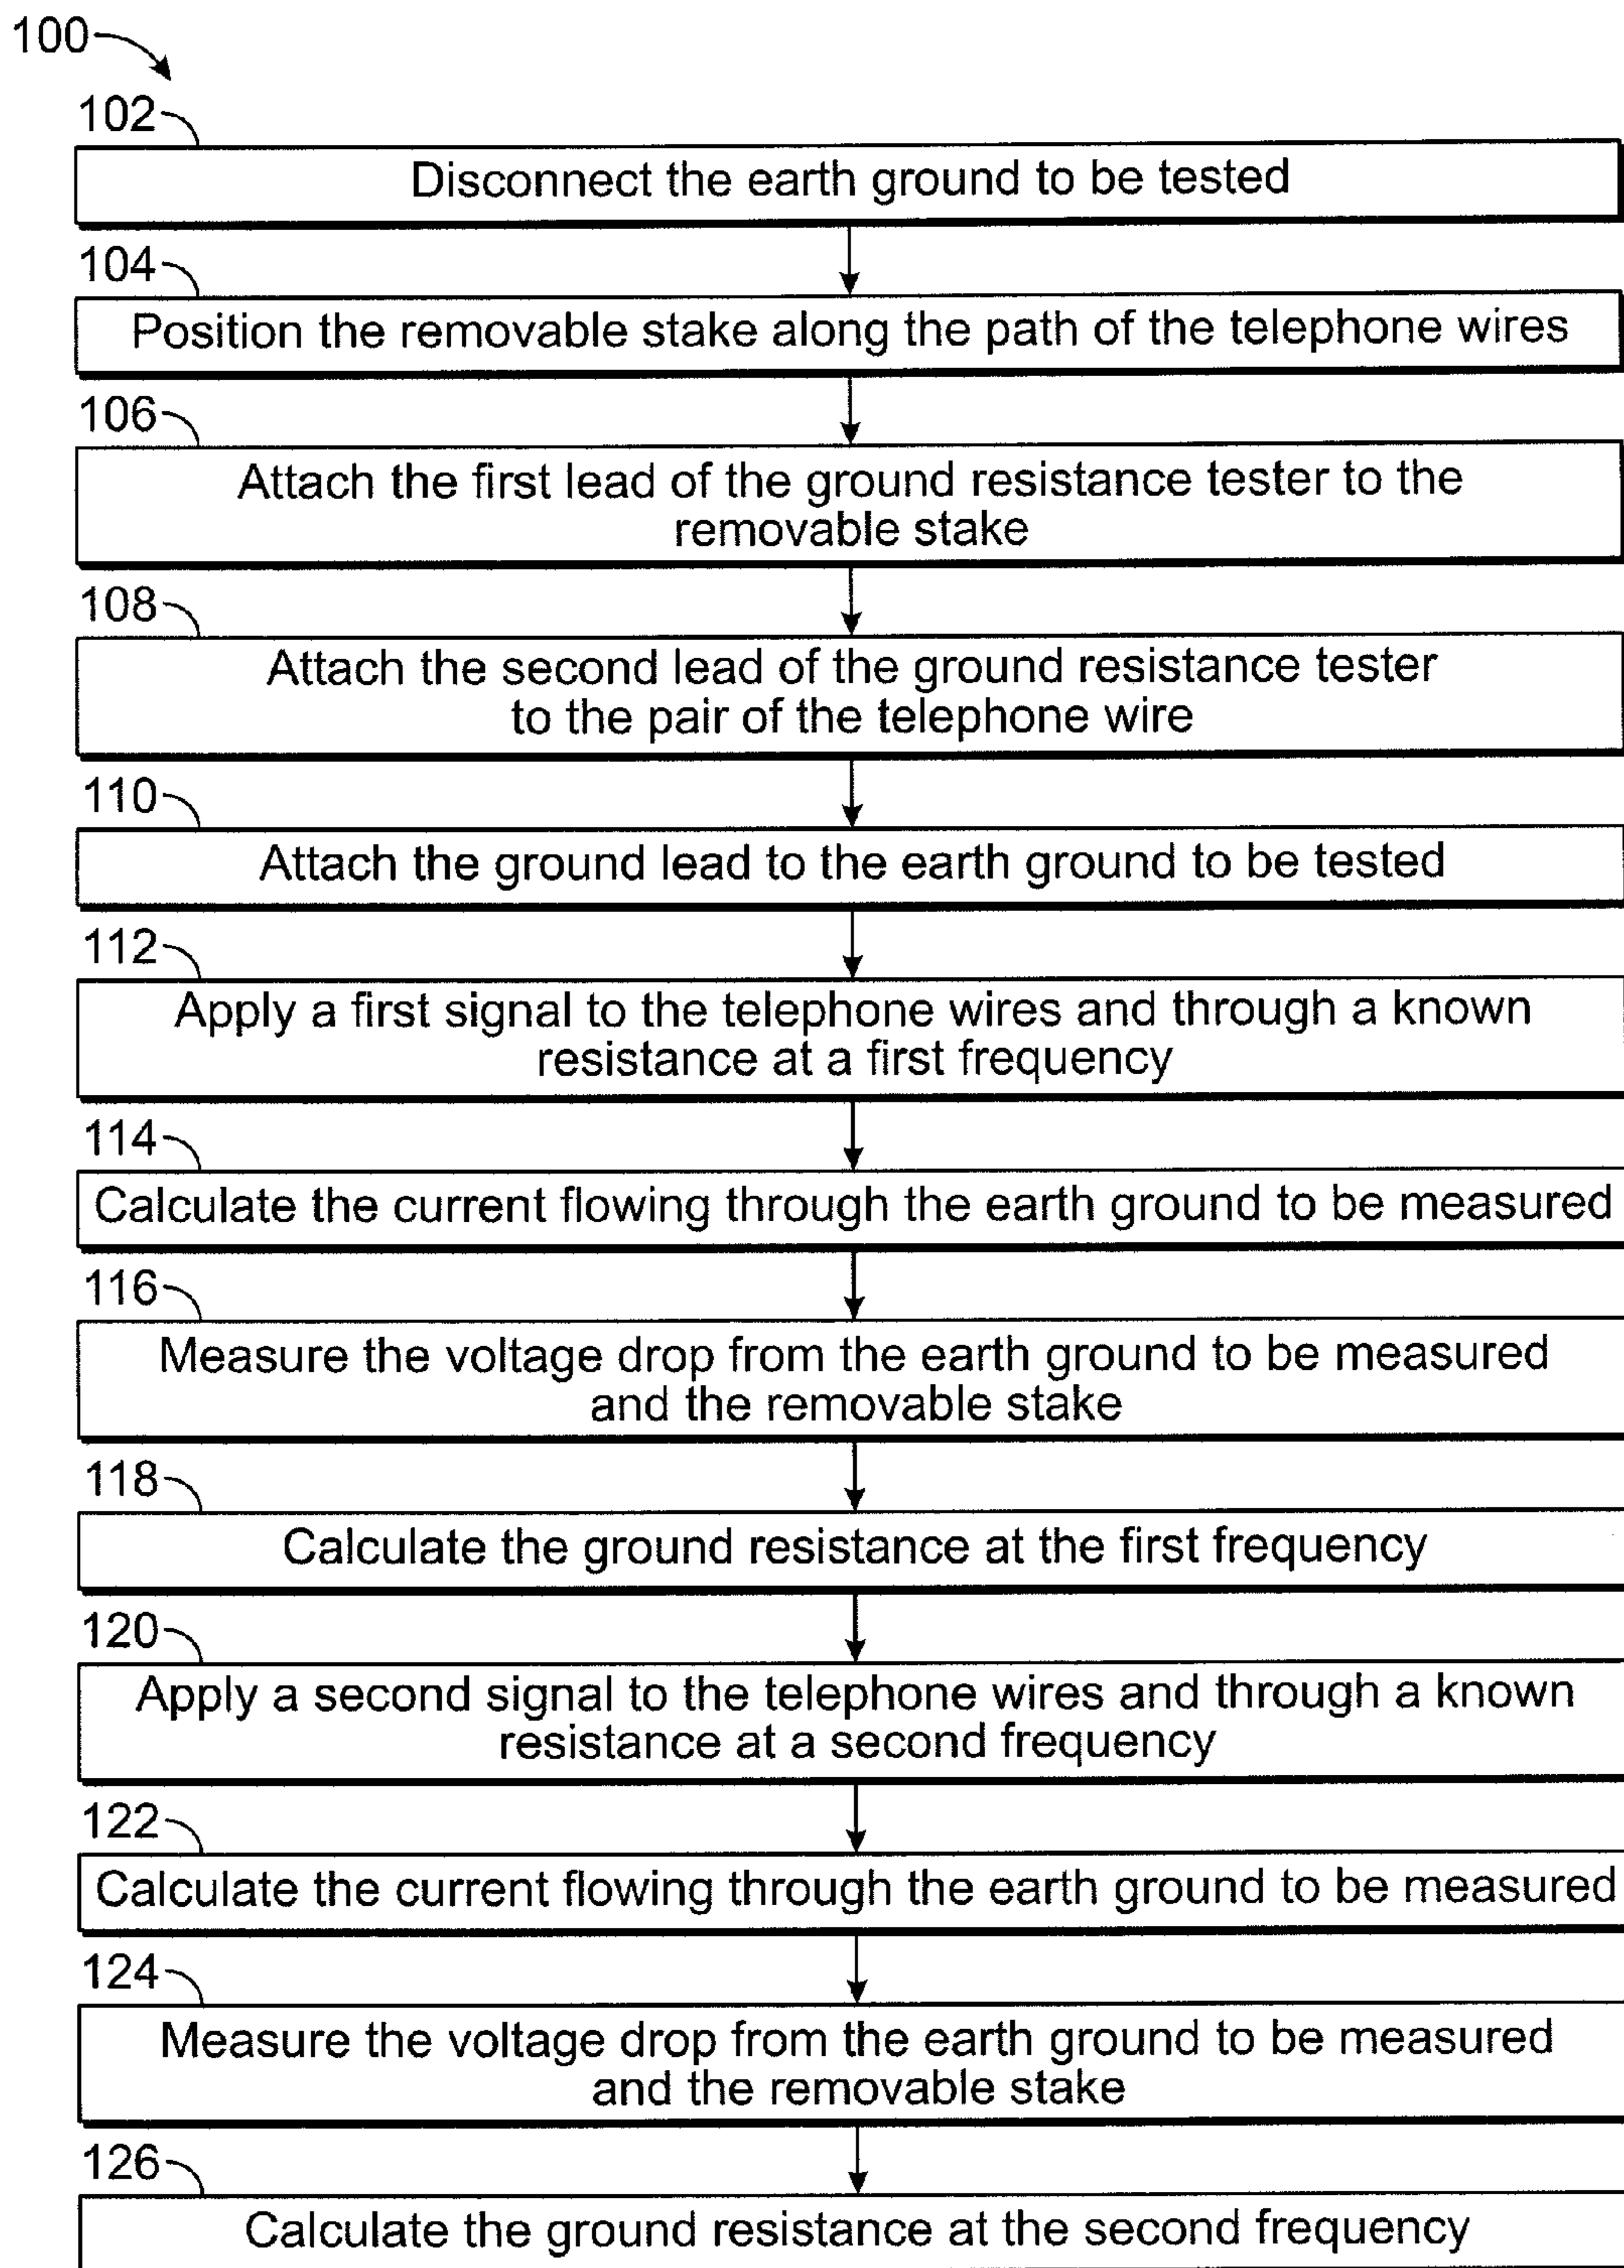 100
102
Disconnect the earth ground to be tested
104
Position the removable stake along the path of the telephone wires
106
Attach the first lead of the ground resistance tester to the
removable stake
108
Attach the second lead of the ground resistance tester
to the pair of the telephone wire
110
Attach the ground lead to the earth ground to be tested
112
Apply a first signal to the telephone wires and through a known
resistance at a first frequency
114
Calculate the current flowing through the earth ground to be measured
116
Measure the voltage drop from the earth ground to be measured
and the removable stake
118
Calculate the ground resistance at the first frequency
120
Apply a second signal to the telephone wires and through a known
resistance at a second frequency
122
Calculate the current flowing through the earth ground to be measured
124
Measure the voltage drop from the earth ground to be measured
and the removable stake
126
Calculate the ground resistance at the second frequency